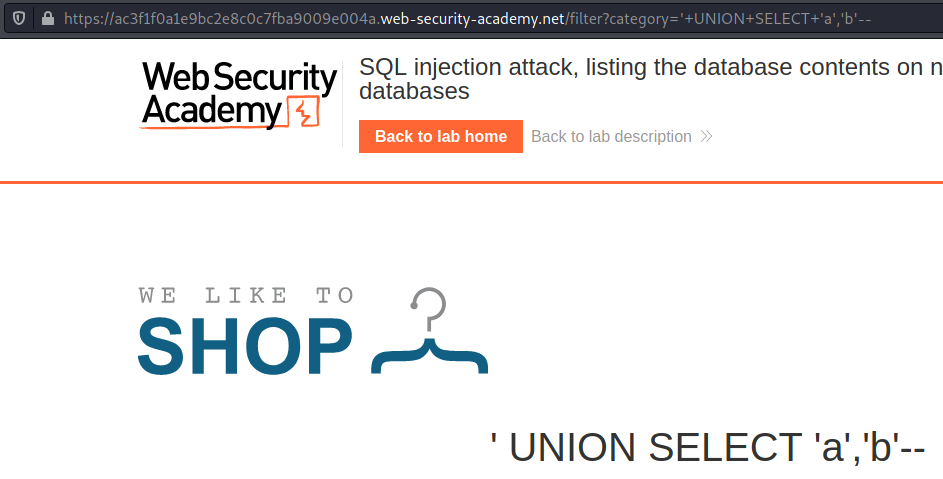 https://ac3f1f0a1e9bc2e8c0c7fba9009e004a.web-security-academy.net/filter?category='+UNION+SELECT+'a','b'--
Web Security
Academy
SQL injection attack, listing the database contents on n
databases
Back to lab home
Back to lab description
WE LIKE TO
SHOP
' UNION SELECT 'a','b'--